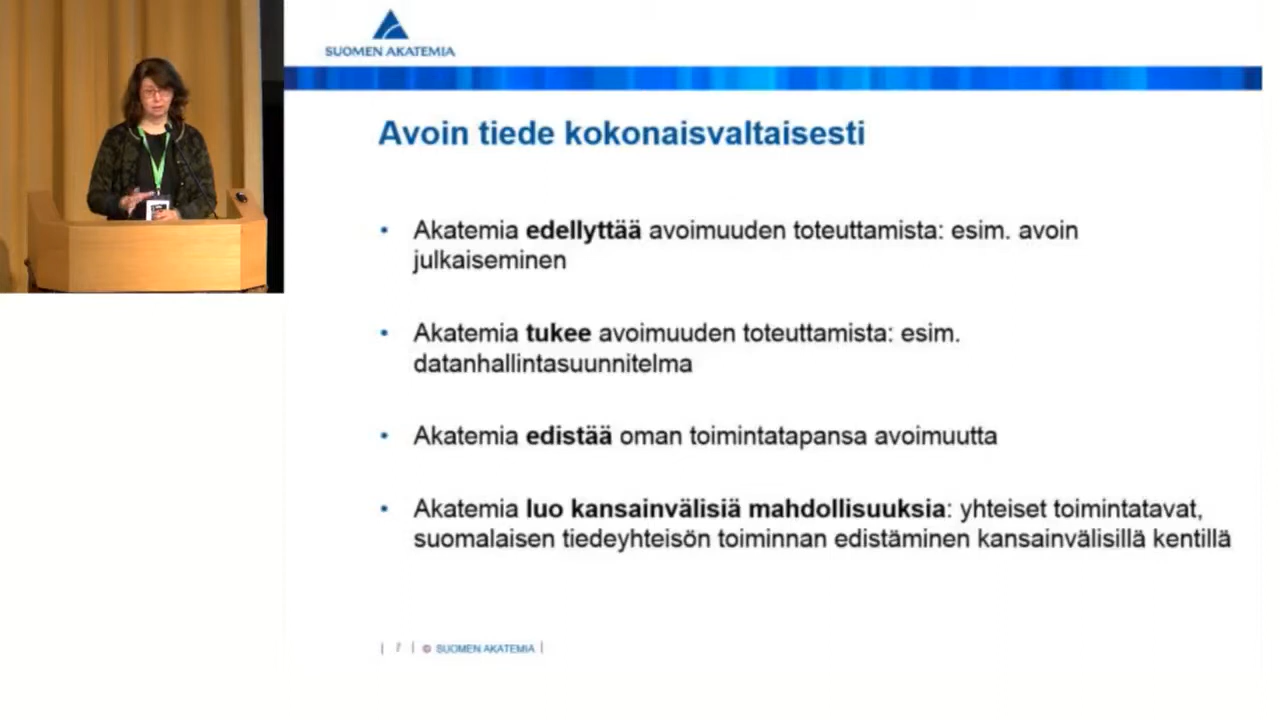 SUOMEN AKATEMIA
Avoin tiede kokonaisvaltaisesti
• Akatemia edellyttää avoimuuden toteuttamista: esim. avoin
julkaiseminen
• Akatemia tukee avoimuuden toteuttamista: esim.
datanhallintasuunnitelma
• Akatemia edistää oman toimintatapansa avoimuutta
• Akatemia luo kansainvälisiä mahdollisuuksia: yhteiset toimintatavat,
suomalaisen tiedeyhteisön toiminnan edistäminen kansainvälisillä kentillä
| 7 | © SUOMEN AKATEMIA |